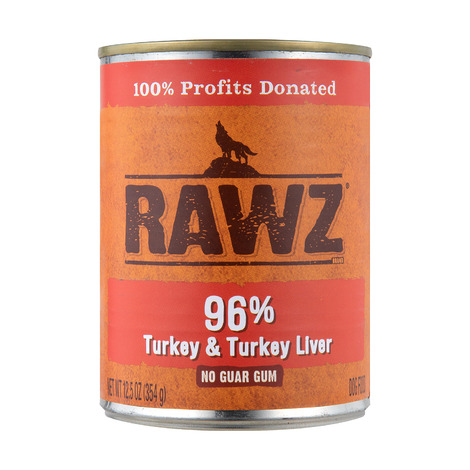 100% Profits Donated
RAWZ®
BRAND
96%
Turkey & Turkey Liver
NO GUAR GUM
NET WT 12.5 OZ (354 g)
DOG FOOD